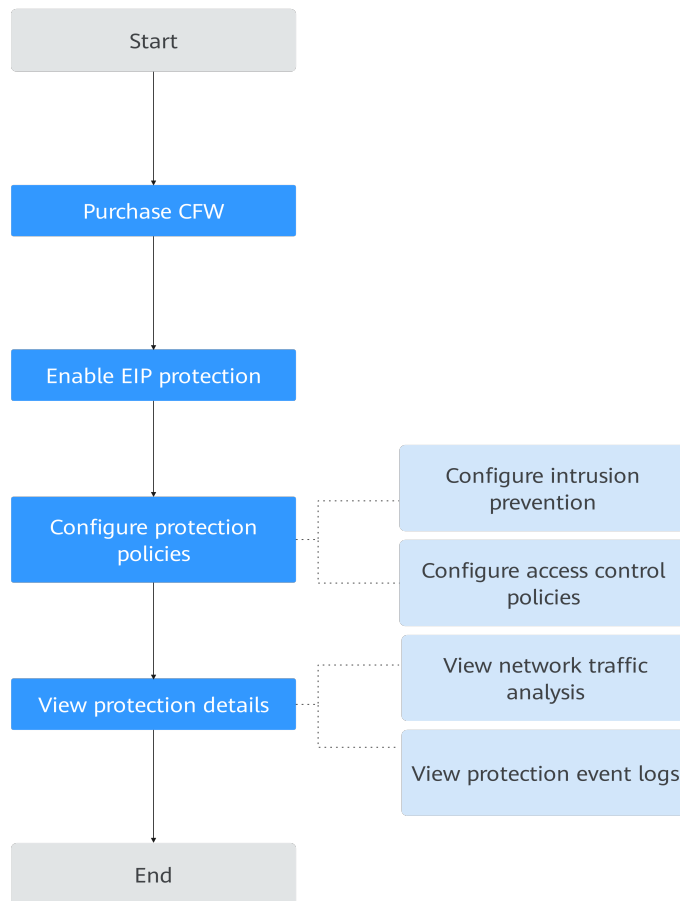 Start
Purchase CFW
Enable EIP protection
Configure protection
policies
Configure intrusion
prevention
Configure access control
policies
View protection details
View network traffic
analysis
View protection event logs
End